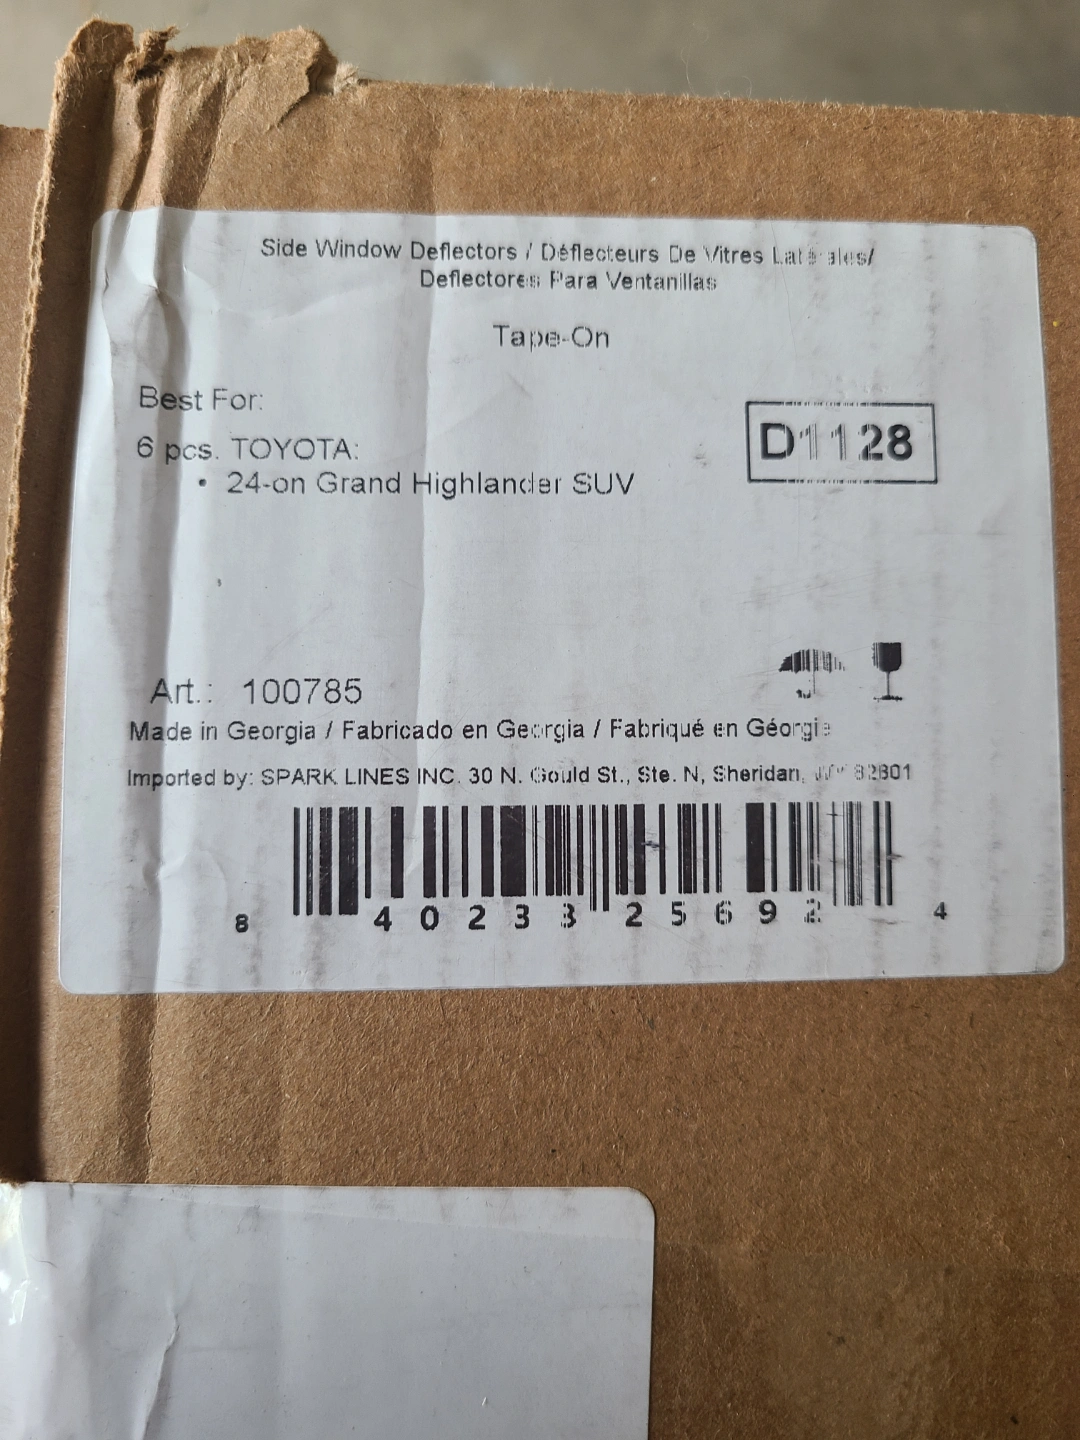 Side Window Deflectors / Déflecteurs De Vitres Latérales/
Deflectores Para Ventanillas
Tape-On
Best For:
6 pcs. TOYOTA:
• 24-on Grand Highlander SUV
D1128
Art.: 100785
Made in Georgia / Fabricado en Georgia / Fabriqué en Géorgie
Imported by: SPARK LINES INC. 30 N. Gould St., Ste. N, Sheridan, WY 82801
8 40233 25692 4